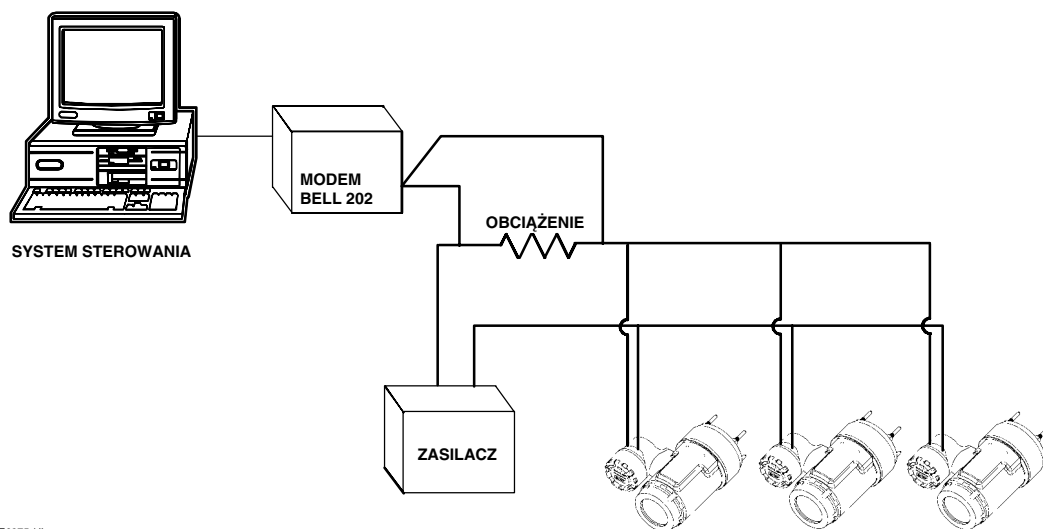 MODEM
BELL 202
OBCIĄŻENIE
SYSTEM STEROWANIA
ZASILACZ